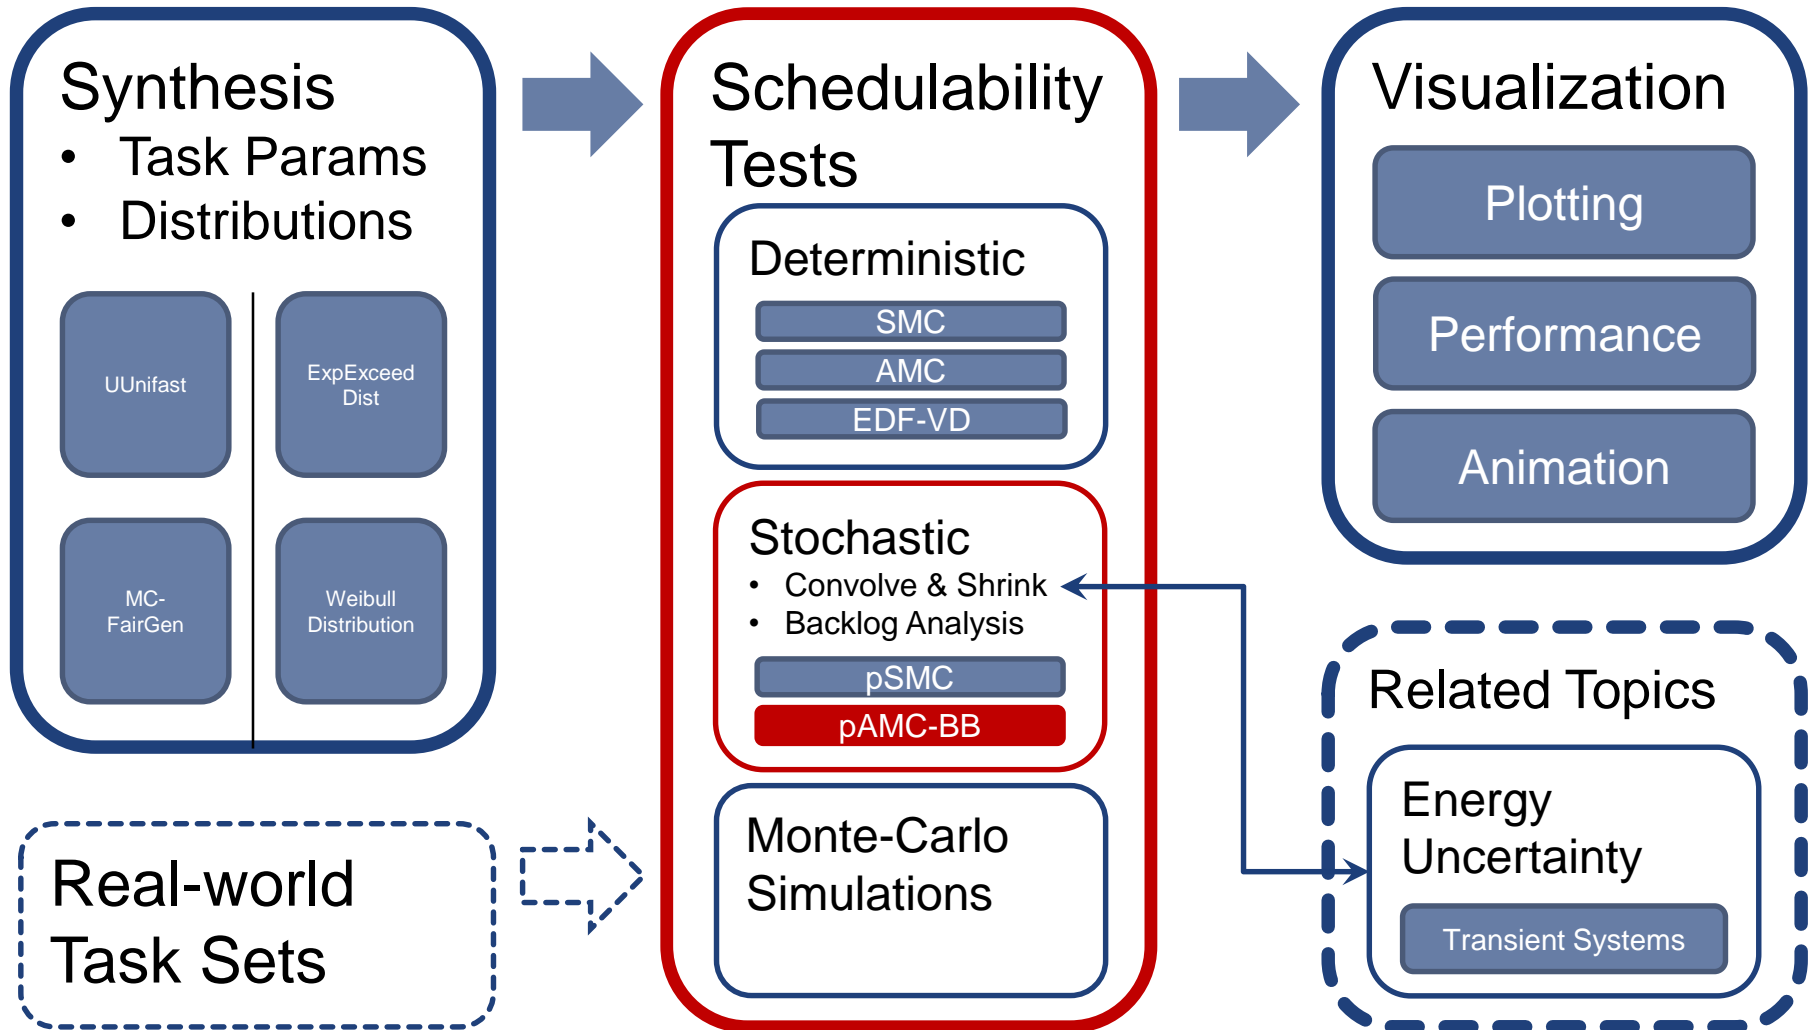 Synthesis
• Task Params
• Distributions
UUnifast
ExpExceed
Dist
MC-
FairGen
Weibull
Distribution
Real-world
Task Sets
Schedulability
Tests
Deterministic
SMC
AMC
EDF-VD
Stochastic
• Convolve & Shrink
• Backlog Analysis
pSMC
pAMC-BB
Monte-Carlo
Simulations
Visualization
Plotting
Performance
Animation
Related Topics
Energy
Uncertainty
Transient Systems